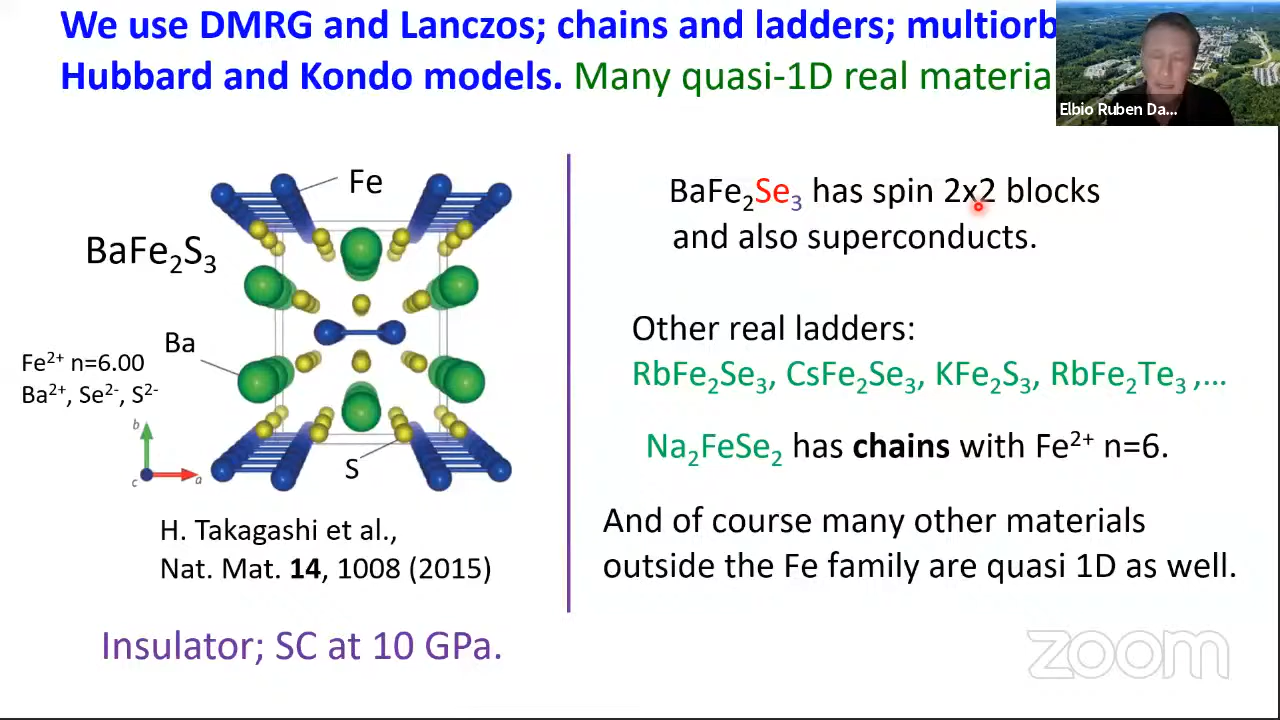 We use DMRG and Lanczos; chains and ladders; multiorb
Hubbard and Kondo models. Many quasi-1D real materia
Elbio Ruben Da...
Fe
BaFe₂S₃
Ba
Fe²⁺ n=6.00
Ba²⁺, Se²⁻, S²⁻
b
c
a
S
H. Takagashi et al.,
Nat. Mat. 14, 1008 (2015)
Insulator; SC at 10 GPa.
BaFe₂Se₃ has spin 2x2 blocks
and also superconducts.
Other real ladders:
RbFe₂Se₃, CsFe₂Se₃, KFe₂S₃, RbFe₂Te₃ ,...
Na₂FeSe₂ has chains with Fe²⁺ n=6.
And of course many other materials
outside the Fe family are quasi 1D as well.
zoom